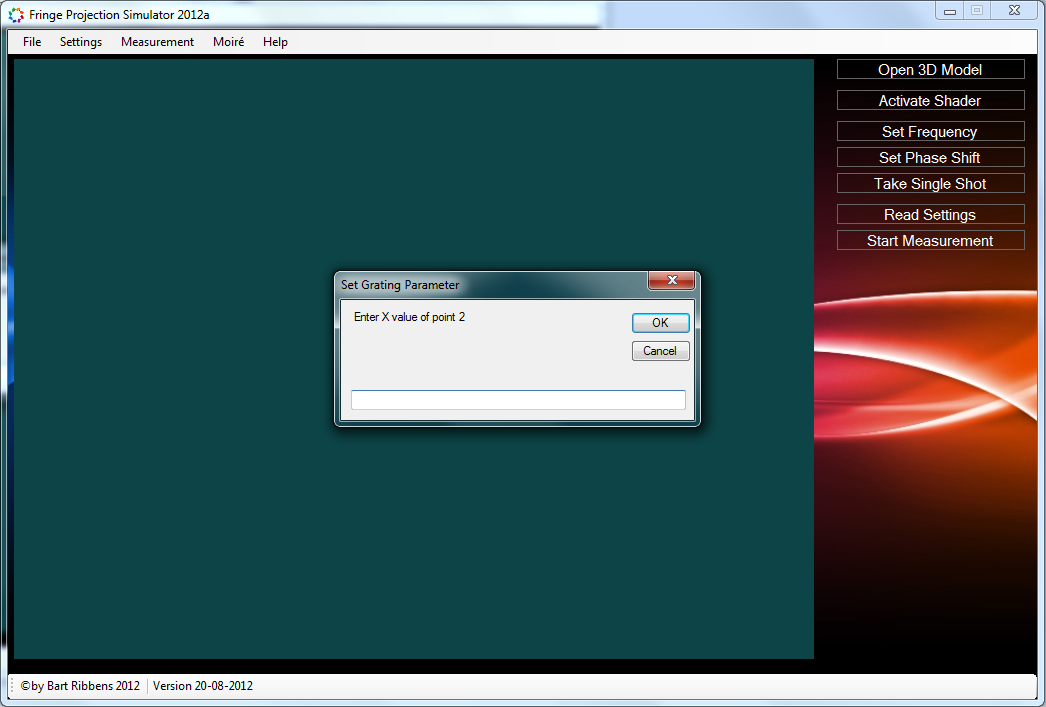 Fringe Projection Simulator 2012a
File Settings Measurement Moiré Help
Open 3D Model
Activate Shader
Set Frequency
Set Phase Shift
Take Single Shot
Read Settings
Start Measurement
Set Grating Parameter
Enter X value of point 2
OK
Cancel
©by Bart Ribbens 2012 Version 20-08-2012